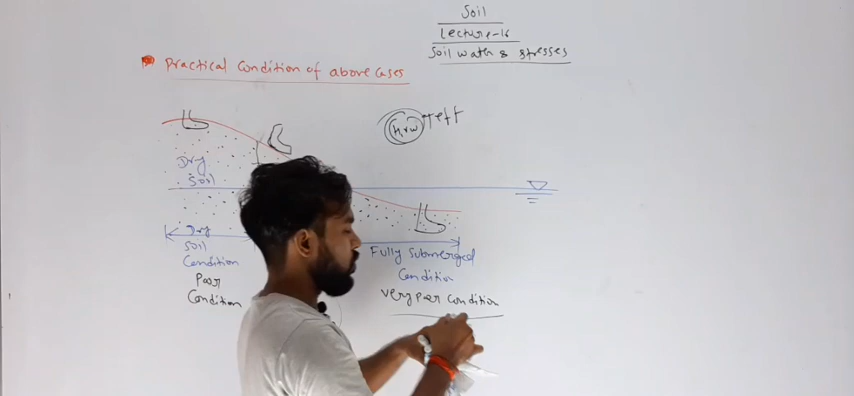 Soil
Lecture-16
Soil water & stresses
Practical Condition of above Cases
Dry
Soil
Dry
Soil
Condition
Poor
Condition
Fully Submerged
Condition
very poor condition